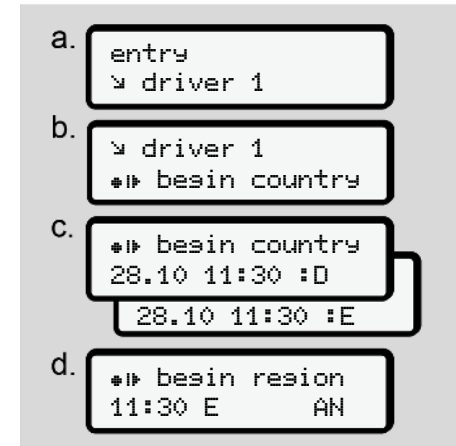 a.
entry
↘ driver 1
b.
↘ driver 1
●I▶ begin country
c.
●I▶ begin country
28.10 11:30 :D
28.10 11:30 :E
d.
●I▶ begin region
11:30 E AN